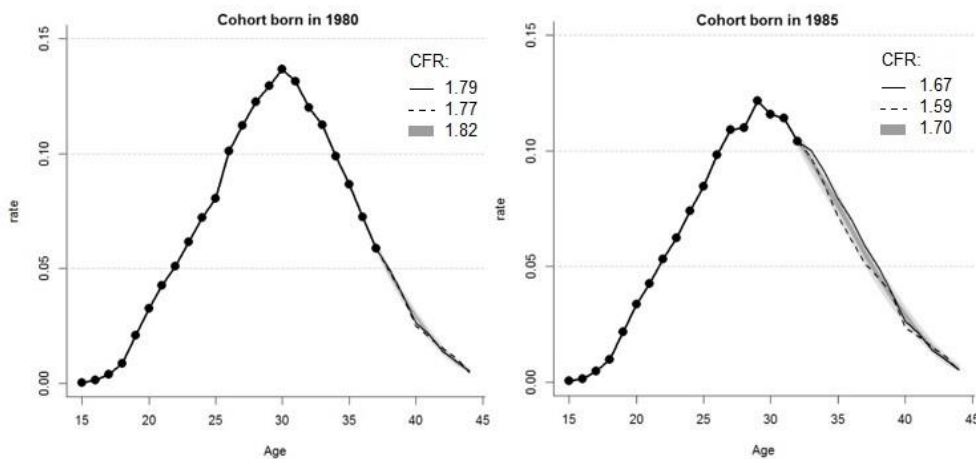 Cohort born in 1980
0.15
0.10
0.05
0.00
rate
CFR:
1.79
1.77
1.82
15 20 25 30 35 40 45
Age
Cohort born in 1985
0.15
0.10
0.05
0.00
rate
CFR:
1.67
1.59
1.70
15 20 25 30 35 40 45
Age